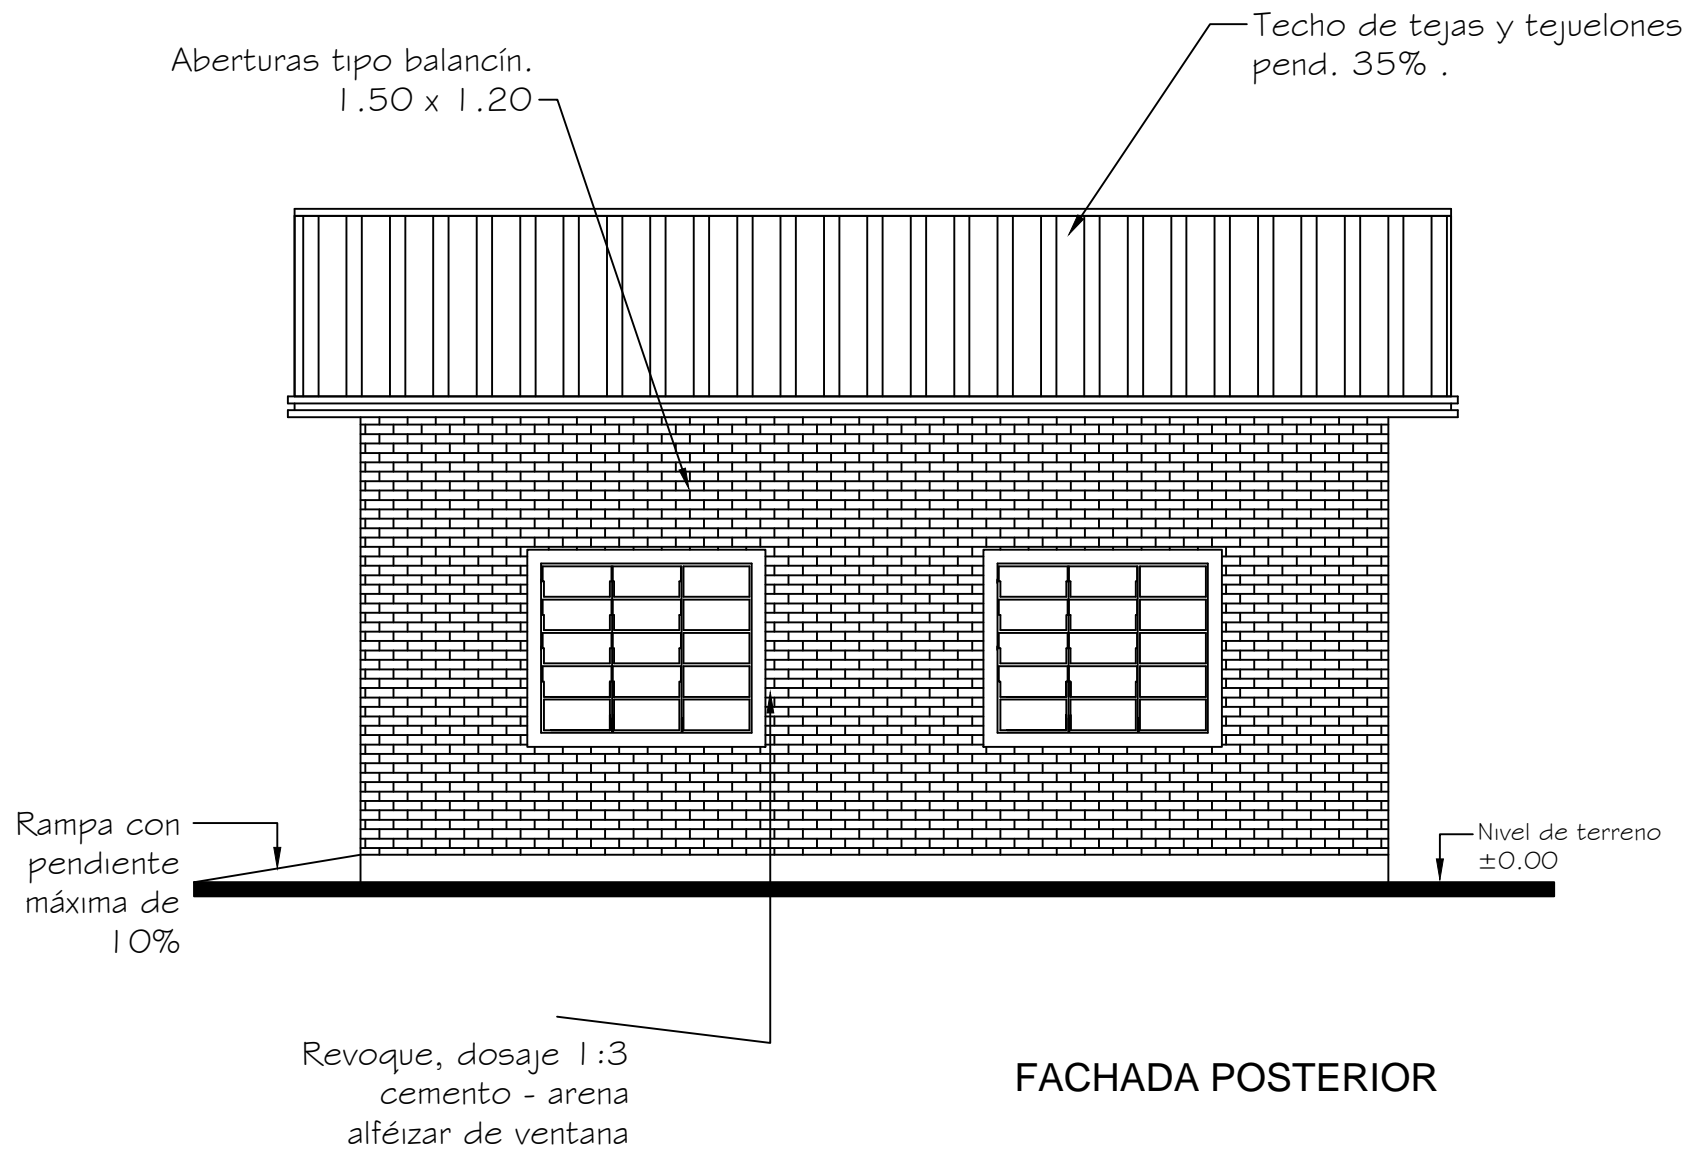 Techo de tejas y tejuelones
pend. 35% .
Aberturas tipo balancín.
1.50 x 1.20
Rampa con
pendiente
máxima de
10%
Nivel de terreno
±0.00
Revoque, dosaje 1:3
cemento - arena
alféizar de ventana
FACHADA POSTERIOR